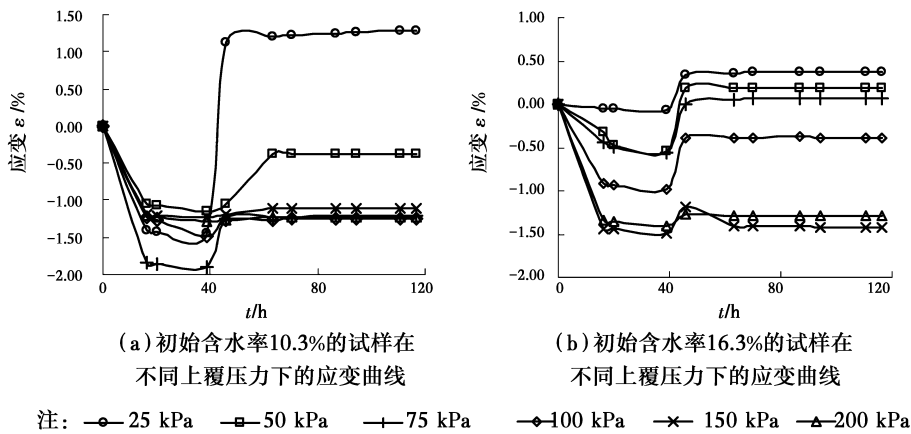 1.50
1.00
0.50
0.00
−0.50
−1.00
−1.50
−2.00
应变 ε /%
0 40 80 120
t/h
(a)初始含水率10.3%的试样在
不同上覆压力下的应变曲线
1.00
0.50
0.00
−0.50
−1.00
−1.50
−2.00
应变 ε /%
0 40 80 120
t/h
(b)初始含水率16.3%的试样在
不同上覆压力下的应变曲线
注: 25 kPa 50 kPa 75 kPa 100 kPa 150 kPa 200 kPa